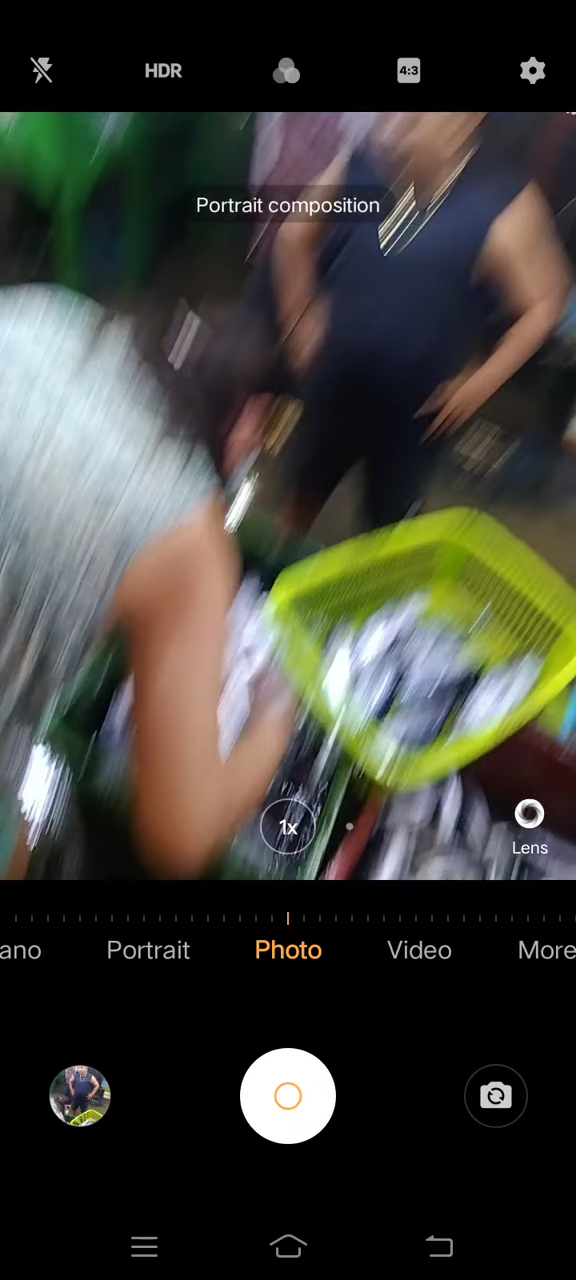 HDR
4:3
Portrait composition
1x
Lens
ano
Portrait
Photo
Video
More